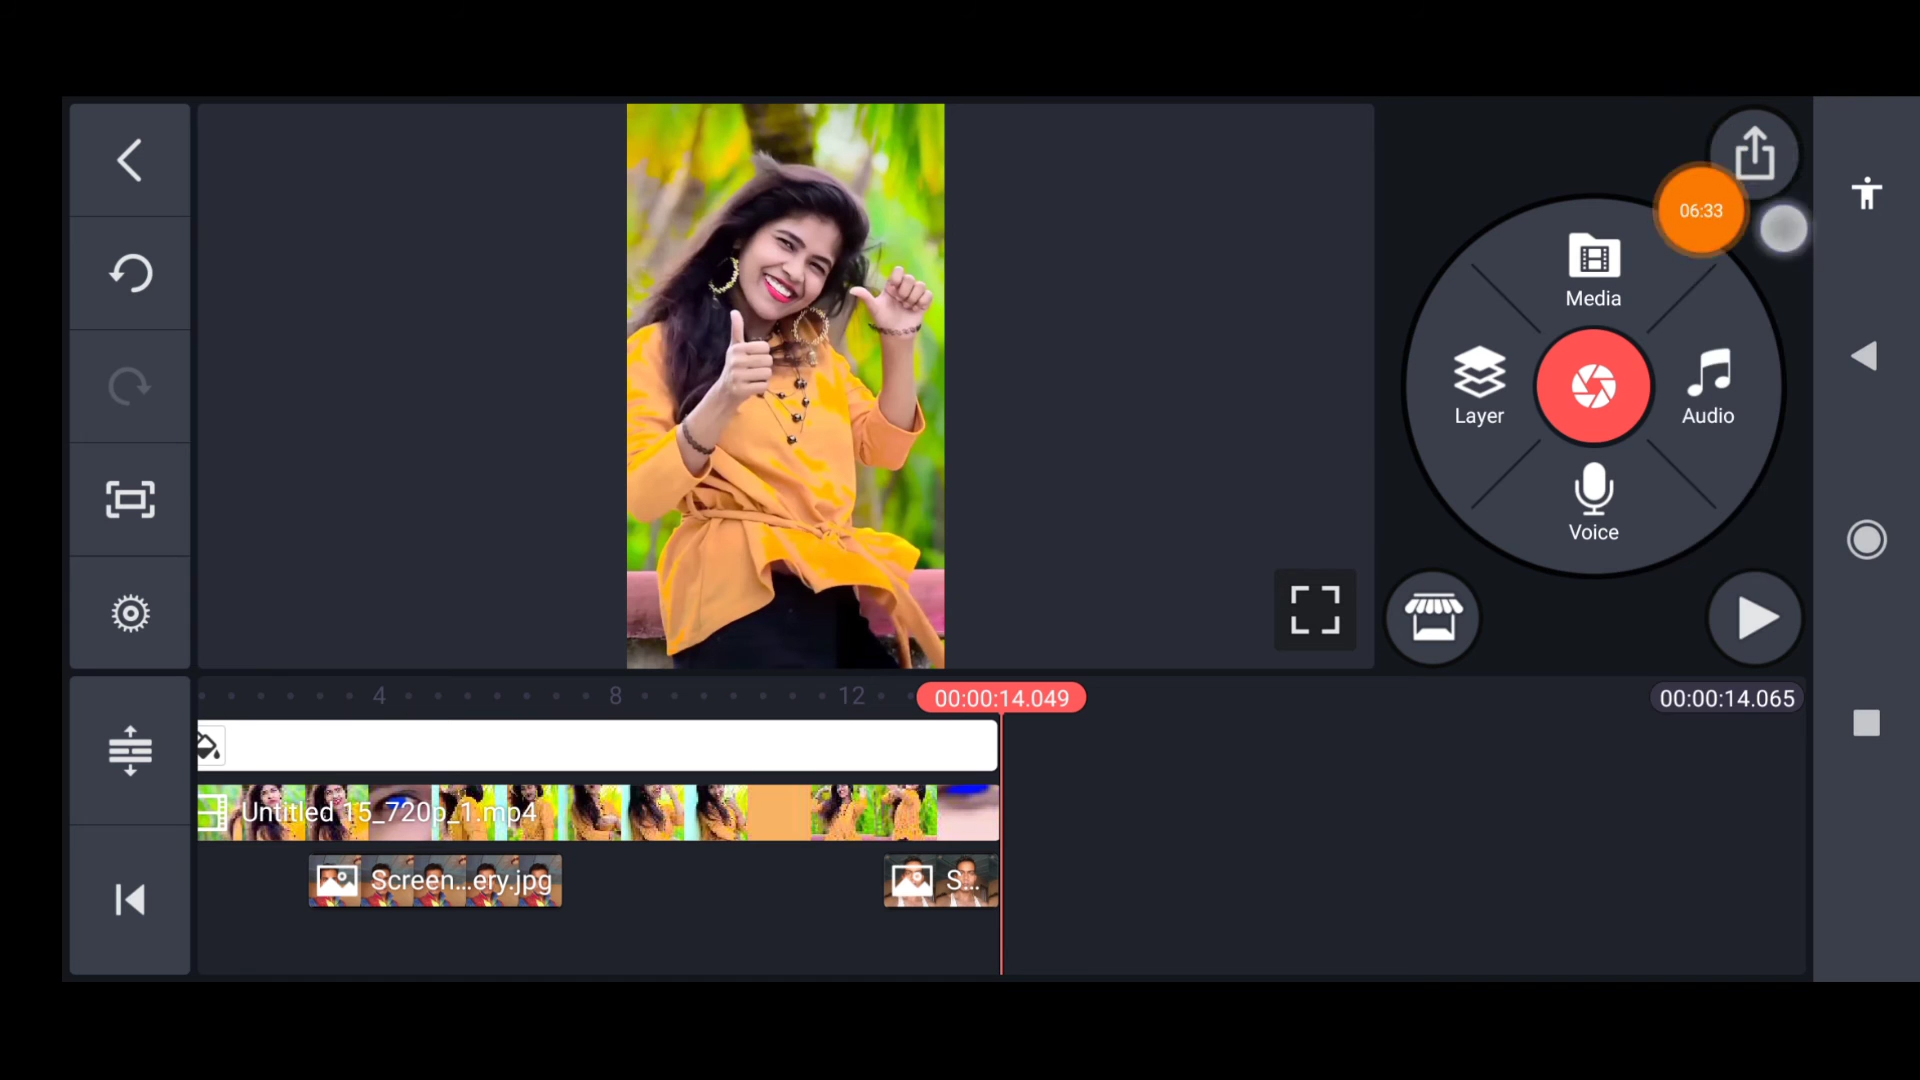 06:33
Media
Layer
Audio
Voice
4
8
12
00:00:14.049
00:00:14.065
Untitled 15_720p_1.mp4
Screen...ery.jpg
S...